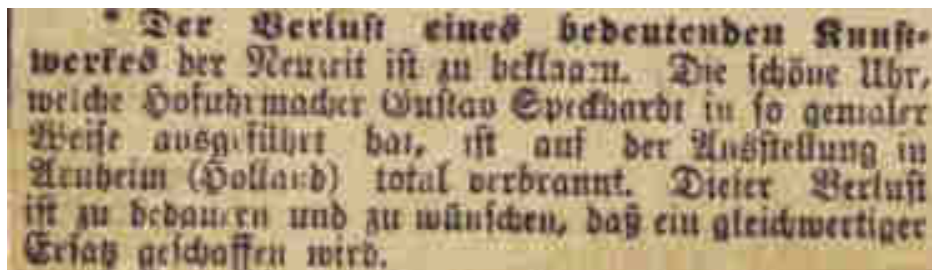 * Der Verlust eines bedeutenden Kunst-
werkes der Neuzeit ist zu beklagen. Die schöne Uhr,
welche Hofuhrmacher Gustav Speckhardt in so genialer
Weise ausgeführt hat, ist auf der Ausstellung in
Arnheim (Holland) total verbrannt. Dieser Verlust
ist zu bedauern und zu wünschen, daß ein gleichwertiger
Ersatz geschaffen wird.